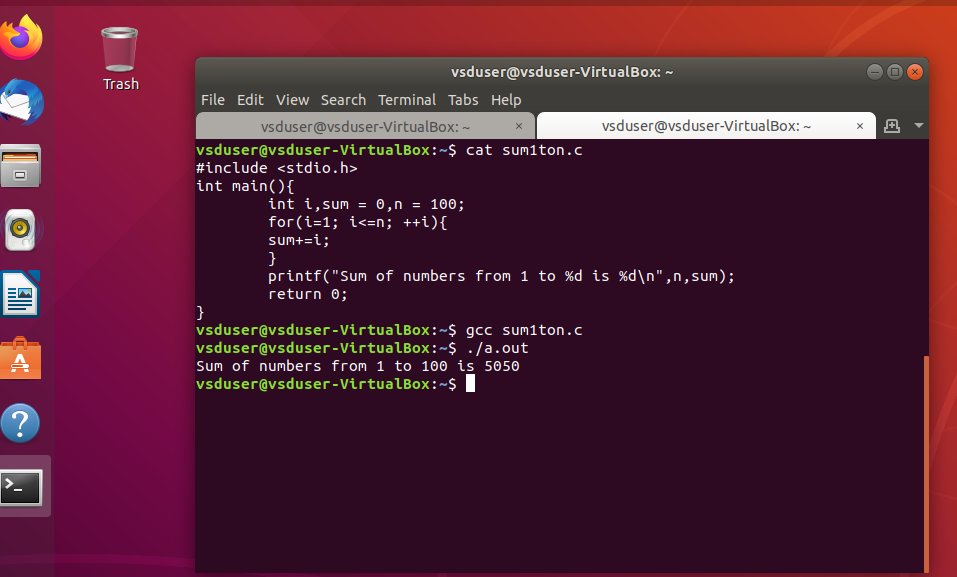 Trash
vsduser@vsduser-VirtualBox: ~
File Edit View Search Terminal Tabs Help
vsduser@vsduser-VirtualBox: ~ × vsduser@vsduser-VirtualBox: ~ ×
vsduser@vsduser-VirtualBox:~$ cat sum1ton.c
#include <stdio.h>
int main(){
        int i,sum = 0,n = 100;
        for(i=1; i<=n; ++i){
        sum+=i;
        }
        printf("Sum of numbers from 1 to %d is %d\n",n,sum);
        return 0;
}
vsduser@vsduser-VirtualBox:~$ gcc sum1ton.c
vsduser@vsduser-VirtualBox:~$ ./a.out
Sum of numbers from 1 to 100 is 5050
vsduser@vsduser-VirtualBox:~$